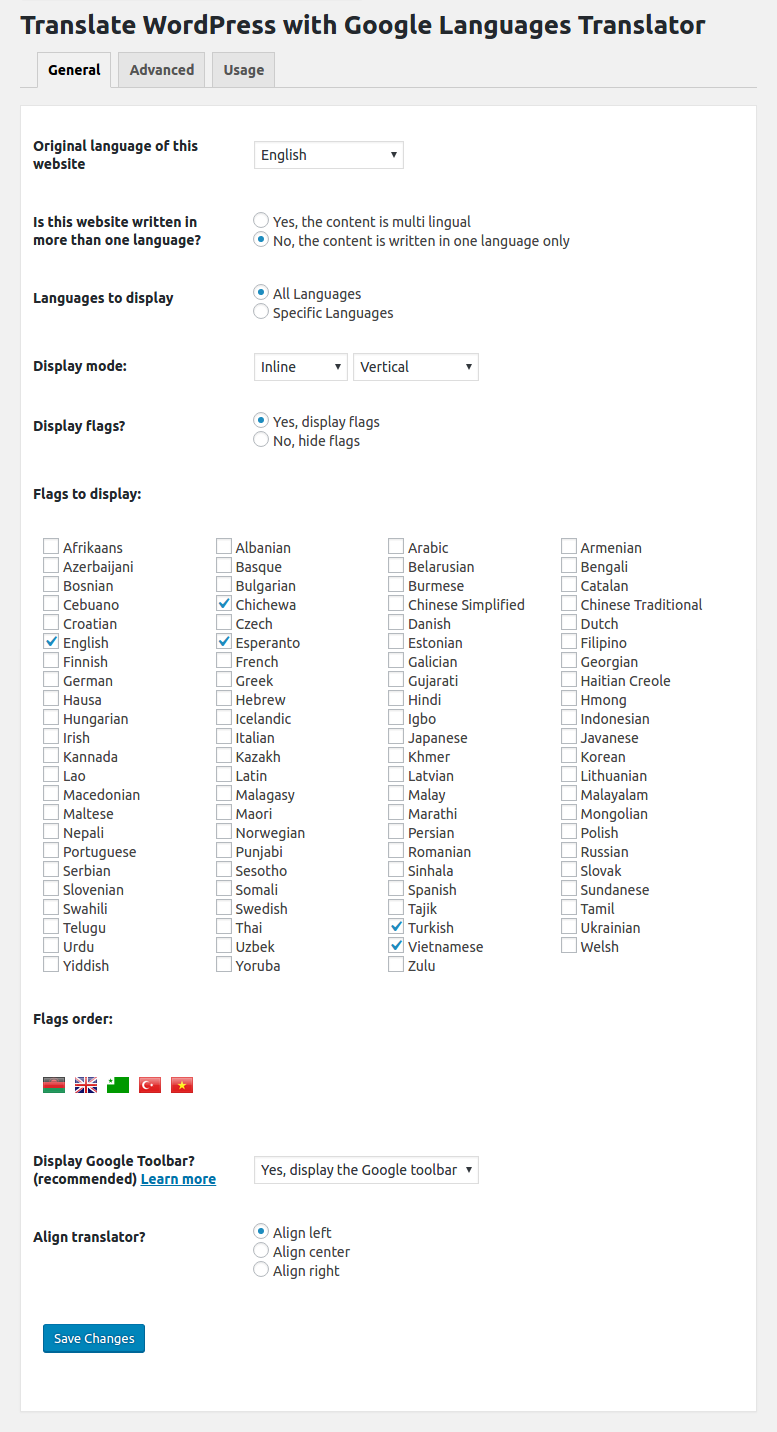 Translate WordPress with Google Languages Translator
General Advanced Usage
Original language of this
website
English
Is this website written in
more than one language?
Yes, the content is multi lingual
No, the content is written in one language only
Languages to display
All Languages
Specific Languages
Display mode:
Inline Vertical
Display flags?
Yes, display flags
No, hide flags
Flags to display:
Afrikaans Albanian Arabic Armenian
Azerbaijani Basque Belarusian Bengali
Bosnian Bulgarian Burmese Catalan
Cebuano Chichewa Chinese Simplified Chinese Traditional
Croatian Czech Danish Dutch
English Esperanto Estonian Filipino
Finnish French Galician Georgian
German Greek Gujarati Haitian Creole
Hausa Hebrew Hindi Hmong
Hungarian Icelandic Igbo Indonesian
Irish Italian Japanese Javanese
Kannada Kazakh Khmer Korean
Lao Latin Latvian Lithuanian
Macedonian Malagasy Malay Malayalam
Maltese Maori Marathi Mongolian
Nepali Norwegian Persian Polish
Portuguese Punjabi Romanian Russian
Serbian Sesotho Sinhala Slovak
Slovenian Somali Spanish Sundanese
Swahili Swedish Tajik Tamil
Telugu Thai Turkish Ukrainian
Urdu Uzbek Vietnamese Welsh
Yiddish Yoruba Zulu
Flags order:
Display Google Toolbar?
(recommended) Learn more
Yes, display the Google toolbar
Align translator?
Align left
Align center
Align right
Save Changes